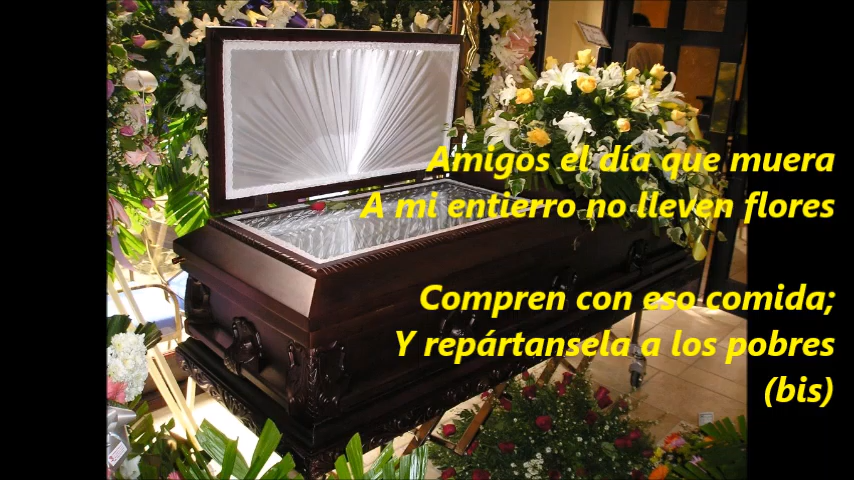 Amigos el día que muera
A mi entierro no lleven flores
Compren con eso comida;
Y repártansela a los pobres
(bis)